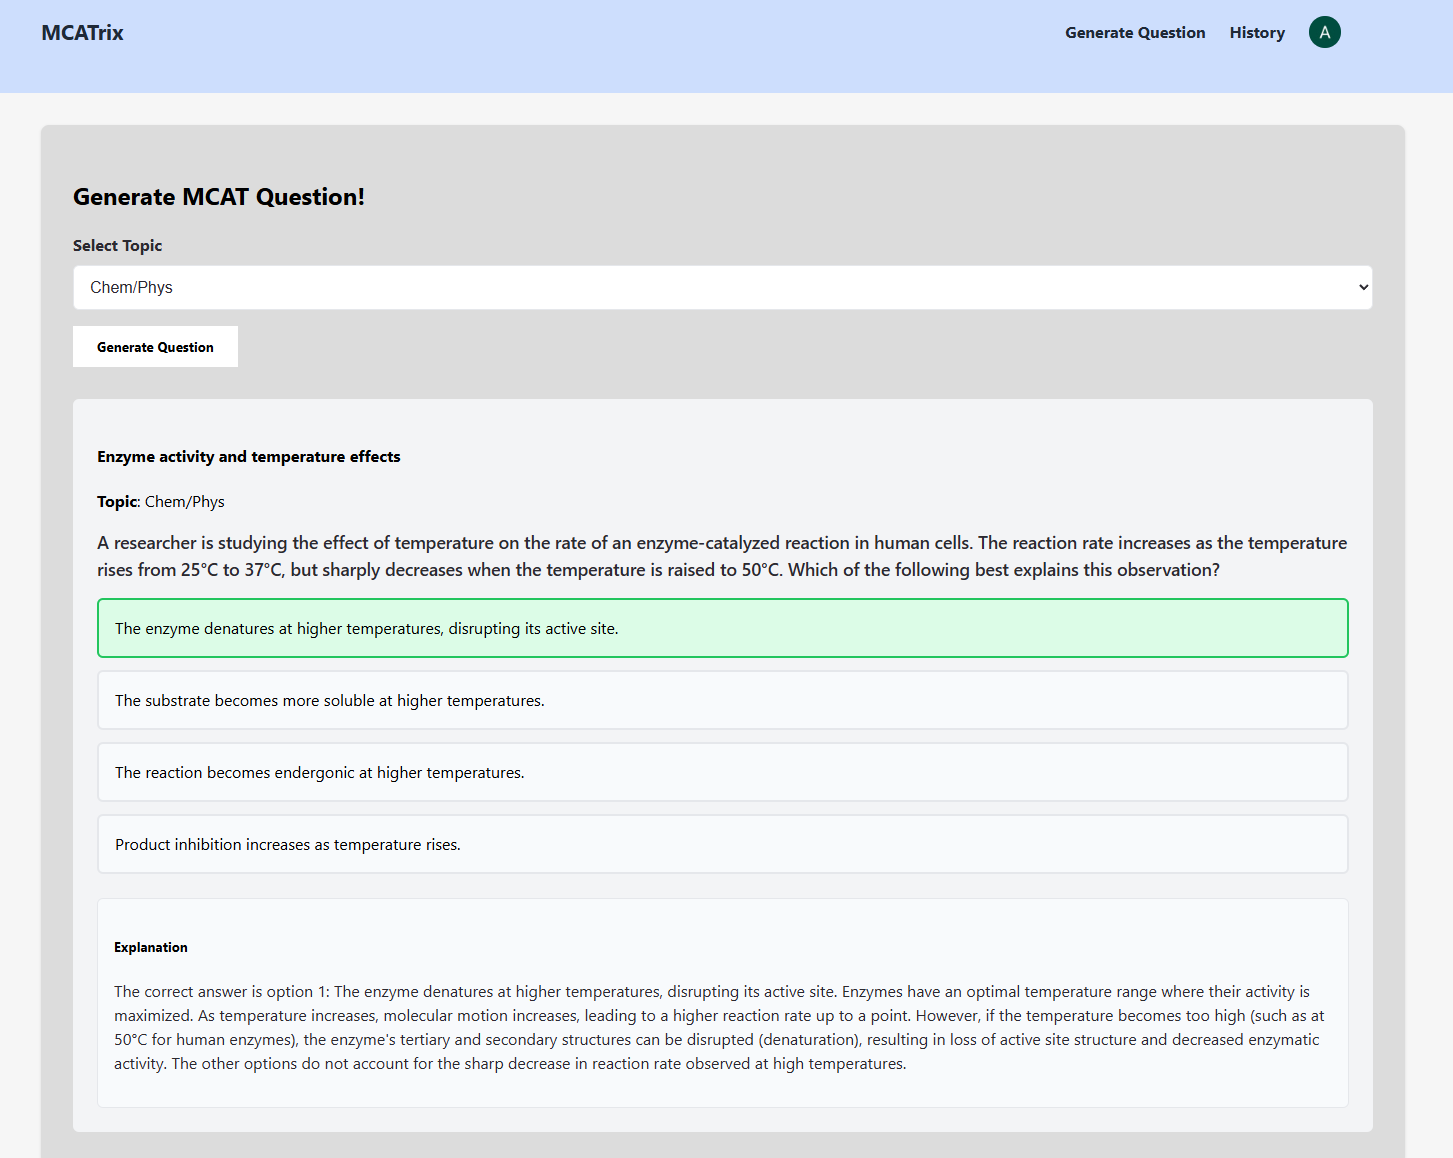 MCATrix
Generate Question
History
A
Generate MCAT Question!
Select Topic
Chem/Phys
Generate Question
Enzyme activity and temperature effects
Topic: Chem/Phys
A researcher is studying the effect of temperature on the rate of an enzyme-catalyzed reaction in human cells. The reaction rate increases as the temperature
rises from 25°C to 37°C, but sharply decreases when the temperature is raised to 50°C. Which of the following best explains this observation?
The enzyme denatures at higher temperatures, disrupting its active site.
The substrate becomes more soluble at higher temperatures.
The reaction becomes endergonic at higher temperatures.
Product inhibition increases as temperature rises.
Explanation
The correct answer is option 1: The enzyme denatures at higher temperatures, disrupting its active site. Enzymes have an optimal temperature range where their activity is
maximized. As temperature increases, molecular motion increases, leading to a higher reaction rate up to a point. However, if the temperature becomes too high (such as at
50°C for human enzymes), the enzyme's tertiary and secondary structures can be disrupted (denaturation), resulting in loss of active site structure and decreased enzymatic
activity. The other options do not account for the sharp decrease in reaction rate observed at high temperatures.